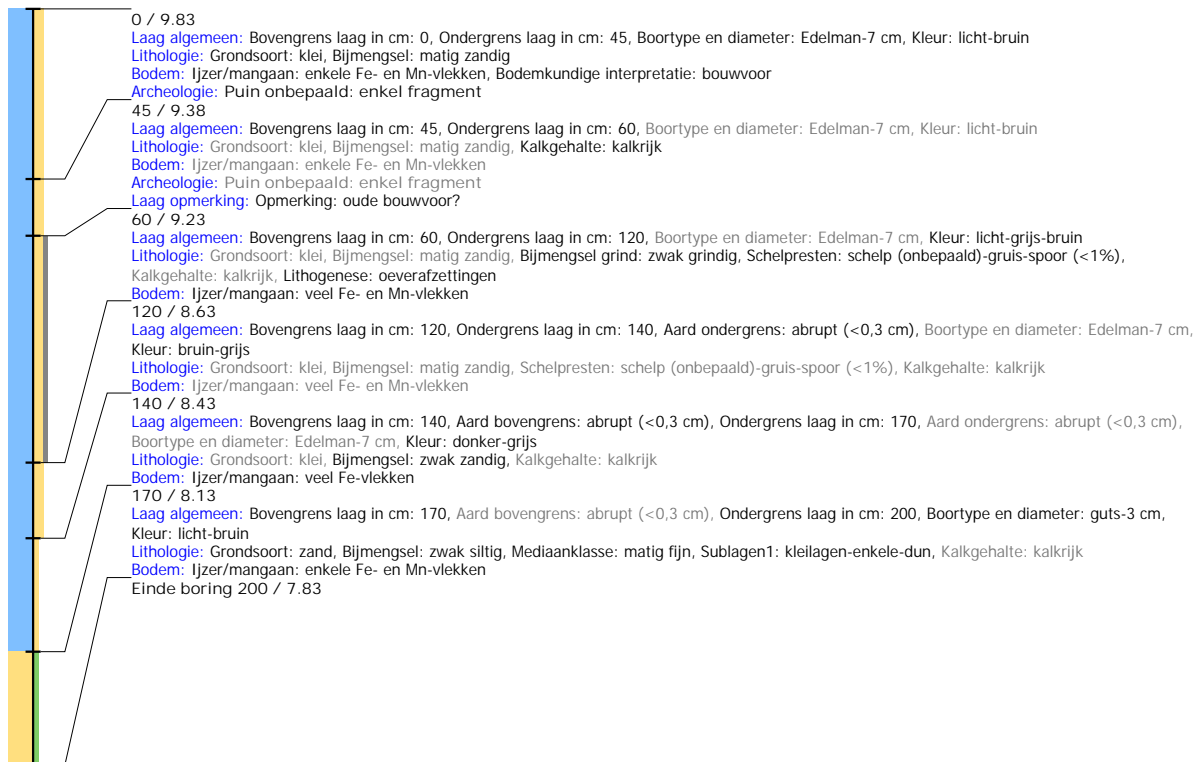 0 / 9.83
Laag algemeen: Bovengrens laag in cm: 0, Ondergrens laag in cm: 45, Boortype en diameter: Edelman-7 cm, Kleur: licht-bruin
Lithologie: Grondsoort: klei, Bijmengsel: matig zandig
Bodem: Ijzer/mangaan: enkele Fe- en Mn-vlekken, Bodemkundige interpretatie: bouwvoor
Archeologie: Puin onbepaald: enkel fragment
45 / 9.38
Laag algemeen: Bovengrens laag in cm: 45, Ondergrens laag in cm: 60, Boortype en diameter: Edelman-7 cm, Kleur: licht-bruin
Lithologie: Grondsoort: klei, Bijmengsel: matig zandig, Kalkgehalte: kalkrijk
Bodem: Ijzer/mangaan: enkele Fe- en Mn-vlekken
Archeologie: Puin onbepaald: enkel fragment
Laag opmerking: Opmerking: oude bouwvoor?
60 / 9.23
Laag algemeen: Bovengrens laag in cm: 60, Ondergrens laag in cm: 120, Boortype en diameter: Edelman-7 cm, Kleur: licht-grijs-bruin
Lithologie: Grondsoort: klei, Bijmengsel: matig zandig, Bijmengsel grind: zwak grindig, Schelpresten: schelp (onbepaald)-gruis-spoor (<1%),
Kalkgehalte: kalkrijk, Lithogenese: oeverafzettingen
Bodem: Ijzer/mangaan: veel Fe- en Mn-vlekken
120 / 8.63
Laag algemeen: Bovengrens laag in cm: 120, Ondergrens laag in cm: 140, Aard ondergrens: abrupt (<0,3 cm), Boortype en diameter: Edelman-7 cm,
Kleur: bruin-grijs
Lithologie: Grondsoort: klei, Bijmengsel: matig zandig, Schelpresten: schelp (onbepaald)-gruis-spoor (<1%), Kalkgehalte: kalkrijk
Bodem: Ijzer/mangaan: veel Fe- en Mn-vlekken
140 / 8.43
Laag algemeen: Bovengrens laag in cm: 140, Aard bovengrens: abrupt (<0,3 cm), Ondergrens laag in cm: 170, Aard ondergrens: abrupt (<0,3 cm),
Boortype en diameter: Edelman-7 cm, Kleur: donker-grijs
Lithologie: Grondsoort: klei, Bijmengsel: zwak zandig, Kalkgehalte: kalkrijk
Bodem: Ijzer/mangaan: veel Fe-vlekken
170 / 8.13
Laag algemeen: Bovengrens laag in cm: 170, Aard bovengrens: abrupt (<0,3 cm), Ondergrens laag in cm: 200, Boortype en diameter: guts-3 cm,
Kleur: licht-bruin
Lithologie: Grondsoort: zand, Bijmengsel: zwak siltig, Mediaanklasse: matig fijn, Sublagen1: kleilagen-enkele-dun, Kalkgehalte: kalkrijk
Bodem: Ijzer/mangaan: enkele Fe- en Mn-vlekken
Einde boring 200 / 7.83